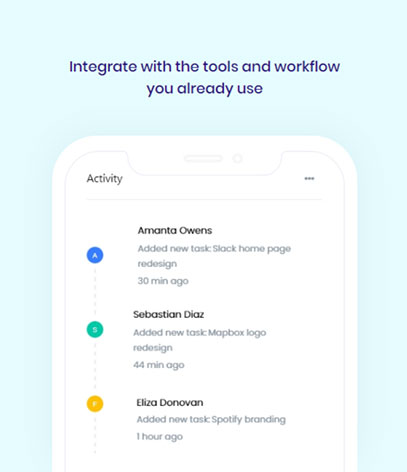 Integrate with the tools and workflow
you already use
Activity
Amanta Owens
Added new task: Slack home page
redesign
30 min ago
A
Sebastian Diaz
Added new task: Mapbox logo
redesign
44 min ago
S
Eliza Donovan
Added new task: Spotify branding
1 hour ago